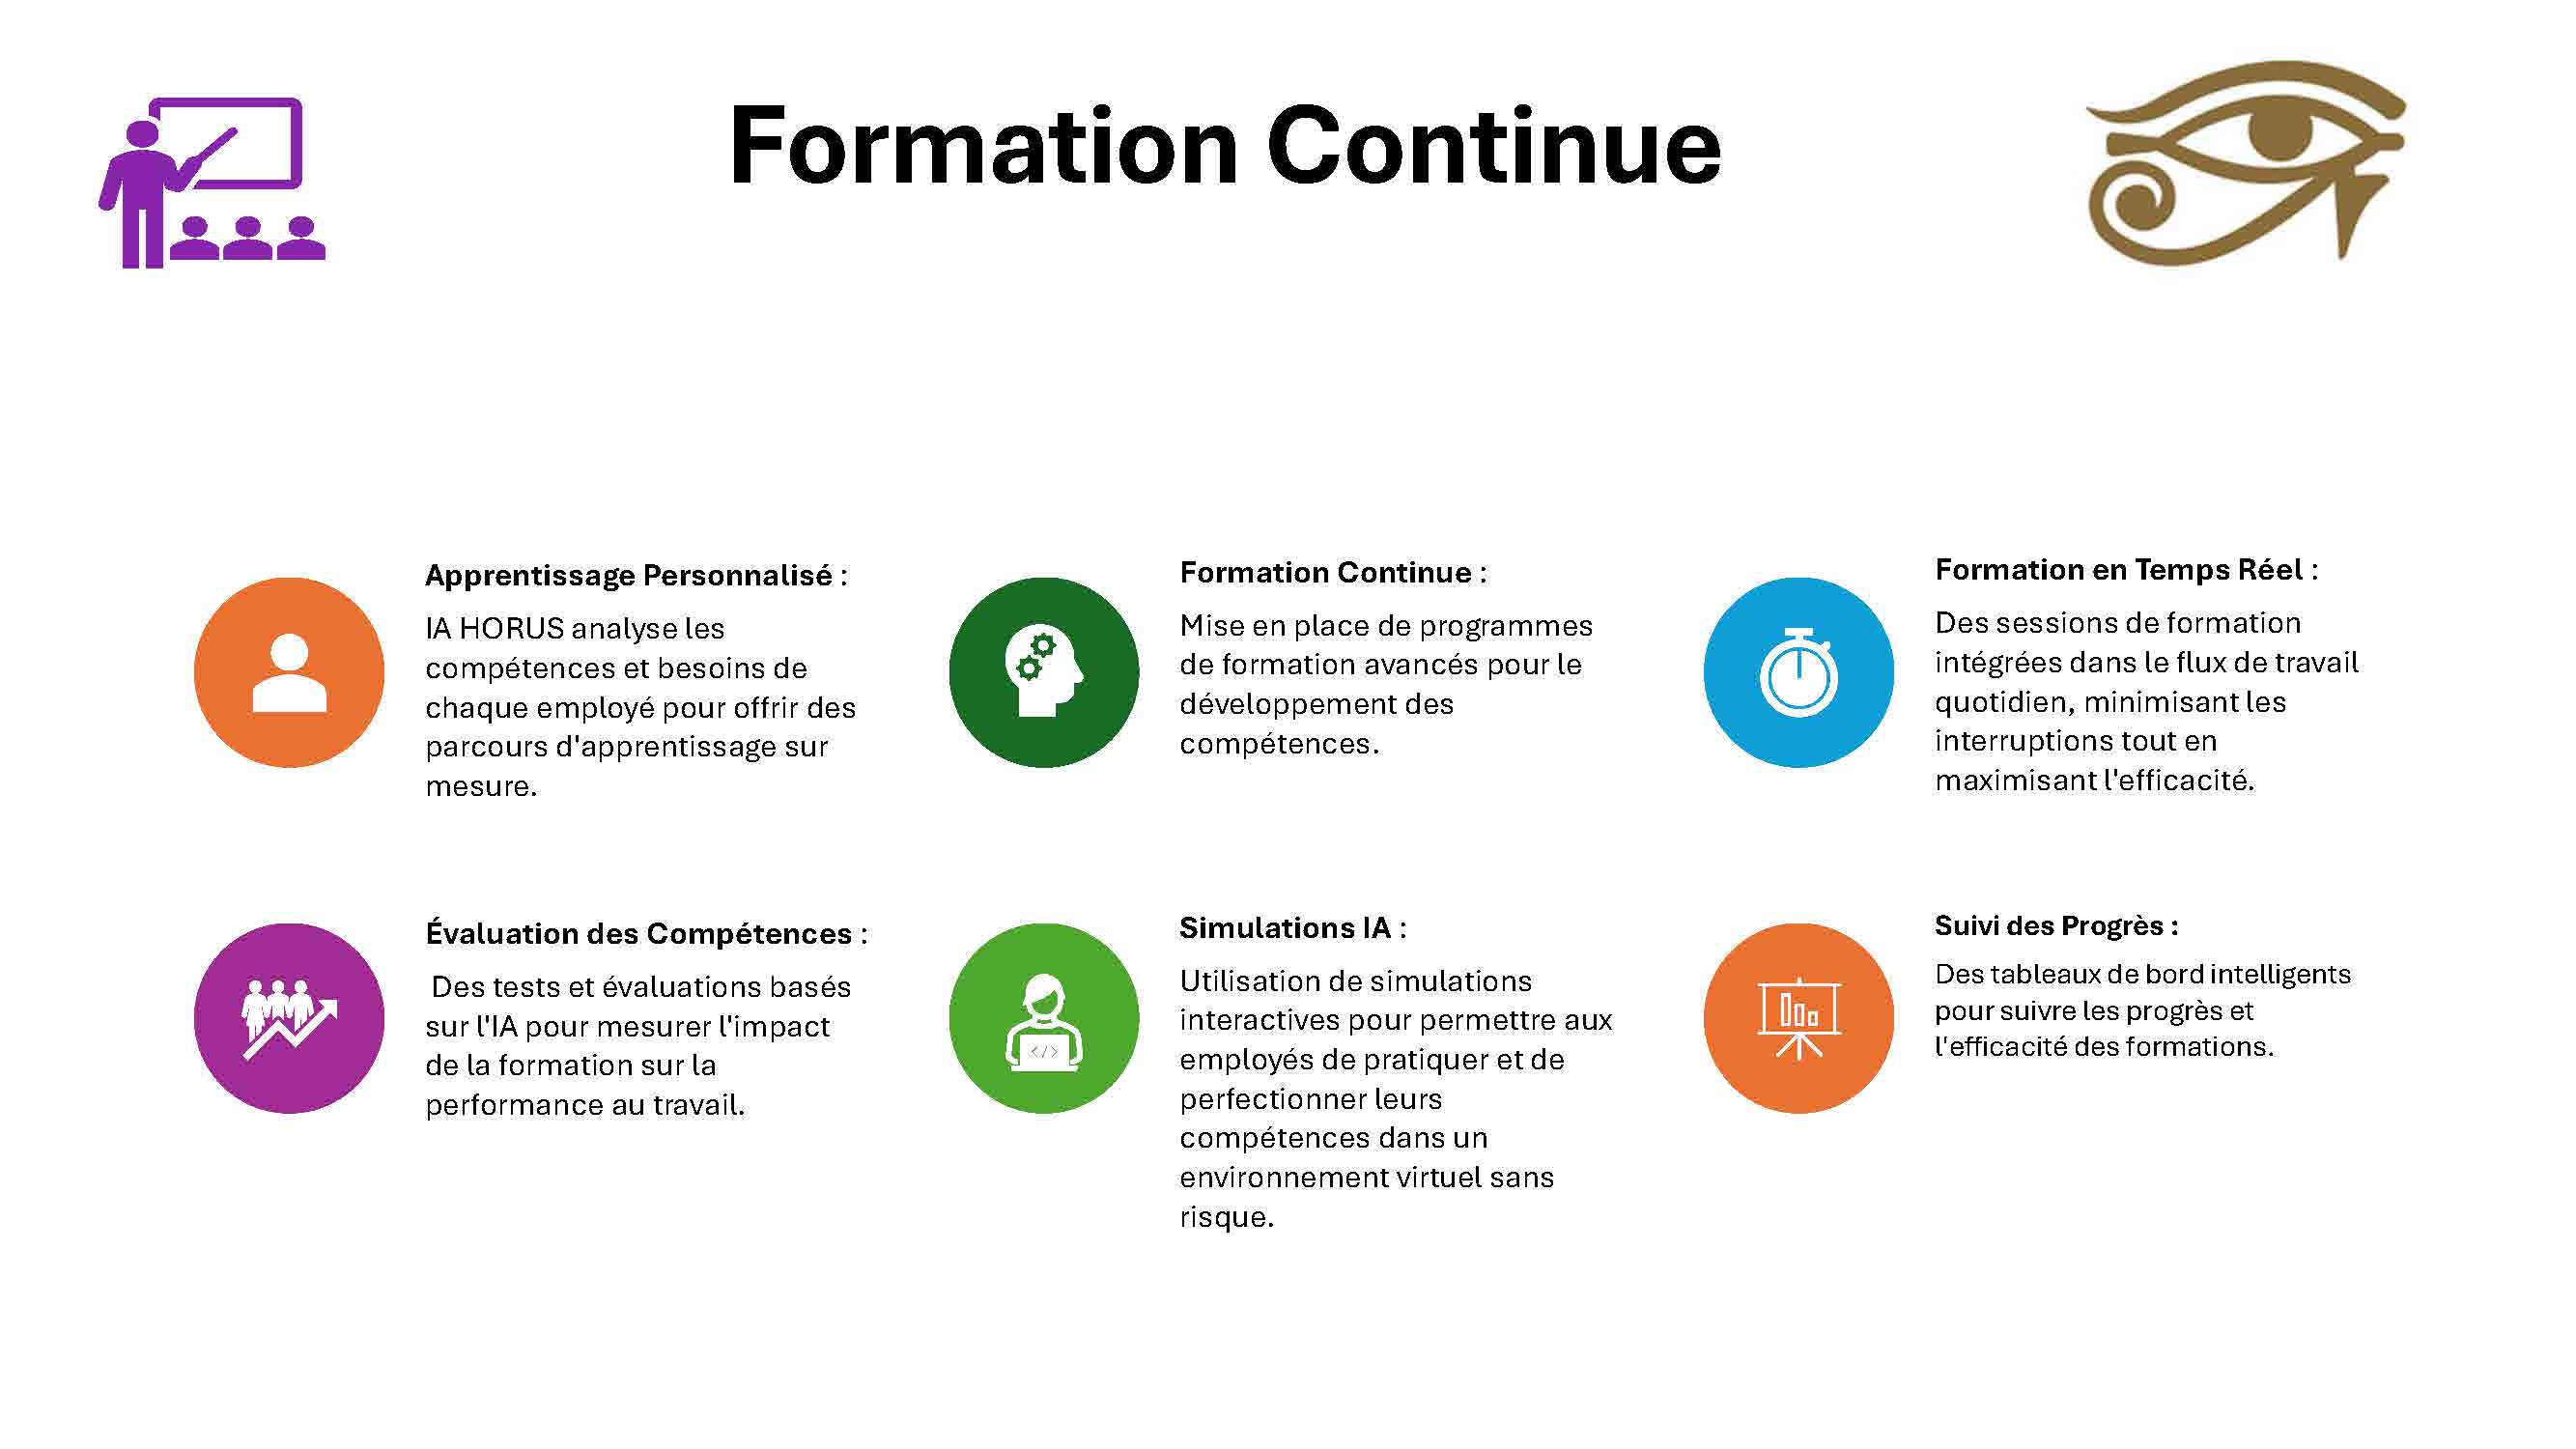 Formation Continue
Apprentissage Personnalisé :
IA HORUS analyse les
compétences et besoins de
chaque employé pour offrir des
parcours d'apprentissage sur
mesure.
Formation Continue :
Mise en place de programmes
de formation avancés pour le
développement des
compétences.
Formation en Temps Réel :
Des sessions de formation
intégrées dans le flux de travail
quotidien, minimisant les
interruptions tout en
maximisant l'efficacité.
Évaluation des Compétences :
Des tests et évaluations basés
sur l'IA pour mesurer l'impact
de la formation sur la
performance au travail.
Simulations IA :
Utilisation de simulations
interactives pour permettre aux
employés de pratiquer et de
perfectionner leurs
compétences dans un
environnement virtuel sans
risque.
Suivi des Progrès :
Des tableaux de bord intelligents
pour suivre les progrès et
l'efficacité des formations.